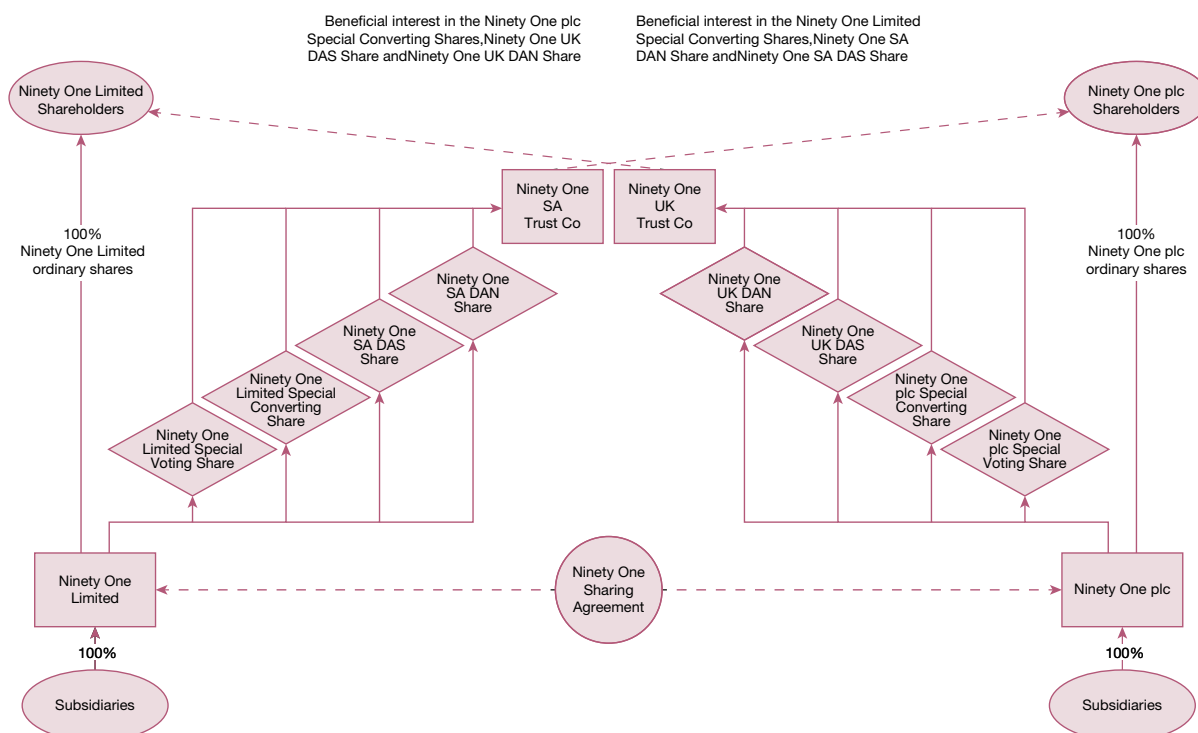 Beneficial interest in the Ninety One plc
Special Converting Shares,Ninety One UK
DAS Share andNinety One UK DAN Share
Beneficial interest in the Ninety One Limited
Special Converting Shares,Ninety One SA
DAN Share andNinety One SA DAS Share
Ninety One Limited
Shareholders
Ninety One plc
Shareholders
Ninety One
SA
Trust Co
Ninety One
UK
Trust Co
100%
Ninety One Limited
ordinary shares
100%
Ninety One plc
ordinary shares
Ninety One
SA DAN
Share
Ninety One
UK DAN
Share
Ninety One
SA DAS
Share
Ninety One
UK DAS
Share
Ninety One
Limited Special
Converting
Share
Ninety One
plc Special
Converting
Share
Ninety One
Limited Special
Voting Share
Ninety One
plc Special
Voting Share
Ninety One
Limited
Ninety One
Sharing
Agreement
Ninety One plc
100%
100%
Subsidiaries
Subsidiaries